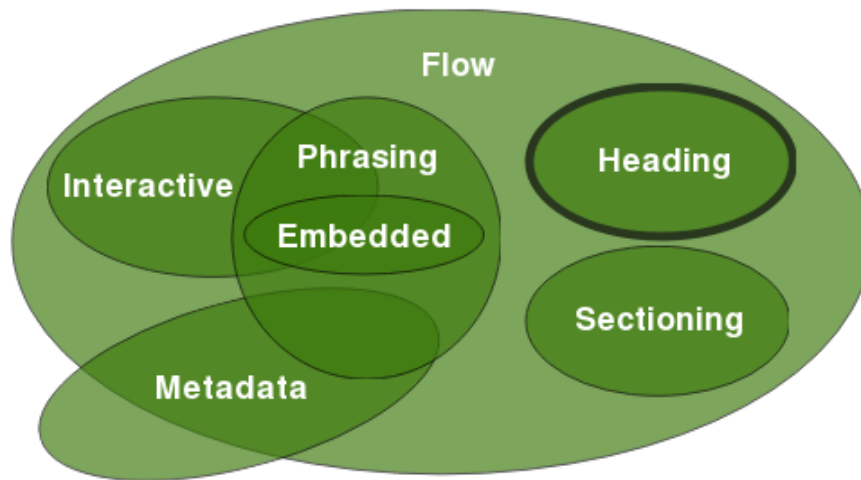 Flow
Phrasing
Heading
Interactive
Embedded
Sectioning
Metadata